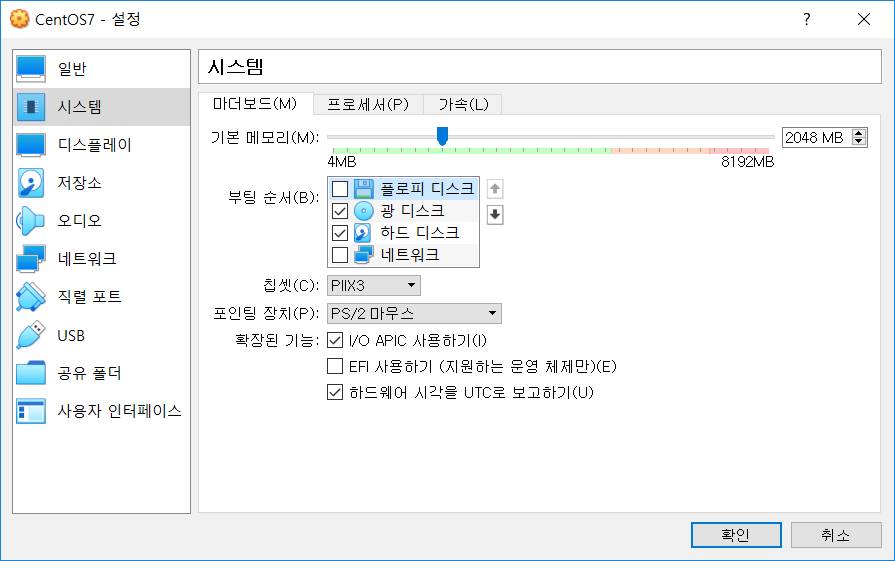 CentOS7 - 설정
?
일반
시스템
디스플레이
저장소
오디오
네트워크
직렬 포트
USB
공유 폴더
사용자 인터페이스
시스템
마더보드(M) 프로세서(P) 가속(L)
기본 메모리(M): 2048 MB
4MB 8192MB
부팅 순서(B): 플로피 디스크
광 디스크
하드 디스크
네트워크
칩셋(C): PIIX3
포인팅 장치(P): PS/2 마우스
확장된 기능: I/O APIC 사용하기(I)
EFI 사용하기 (지원하는 운영 체제만)(E)
하드웨어 시각을 UTC로 보고하기(U)
확인 취소